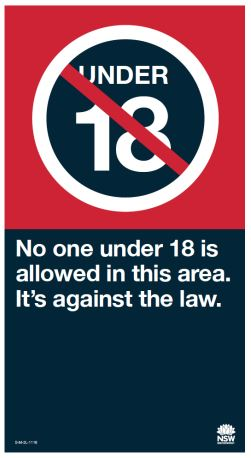 UNDER
18
No one under 18 is
allowed in this area.
It's against the law.
NSW